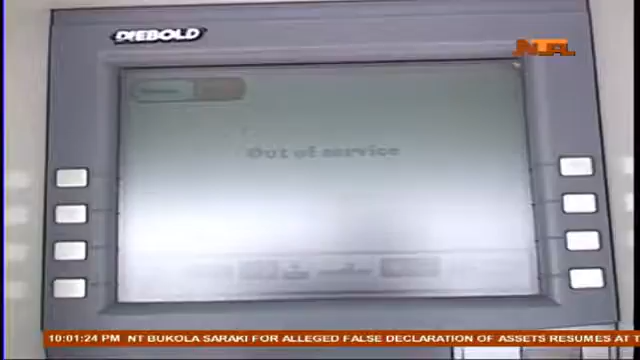 DIEBOLD
NTA
Out of service
10:01:24 PM NT BUKOLA SARAKI FOR ALLEGED FALSE DECLARATION OF ASSETS RESUMES AT T